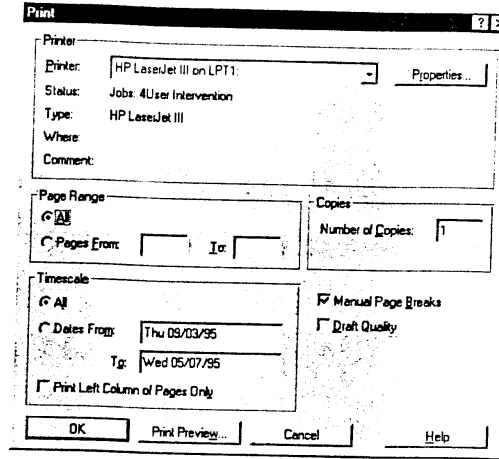 Print
Printer
Printer: HP LaserJet III on LPT1: Properties...
Status: Jobs: 4User Intervention
Type: HP LaserJet III
Where:
Comment:
Page Range
All
Pages From: To:
Copies
Number of Copies: 1
Timescale
All
Dates From: Thu 09/03/95
To: Wed 05/07/95
Print Left Column of Pages Only
Manual Page Breaks
Draft Quality
OK Print Preview... Cancel Help